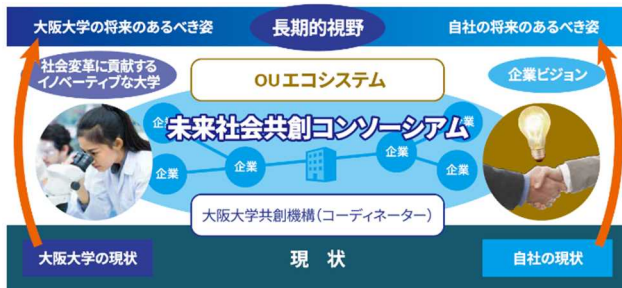 大阪大学の将来のあるべき姿
長期的視野
自社の将来のあるべき姿
社会変革に貢献する
イノベーティブな大学
OUエコシステム
企業ビジョン
企業
未来社会共創コンソーシアム
企業
企業
企業
企業
大阪大学共創機構(コーディネーター)
大阪大学の現状
現 状
自社の現状